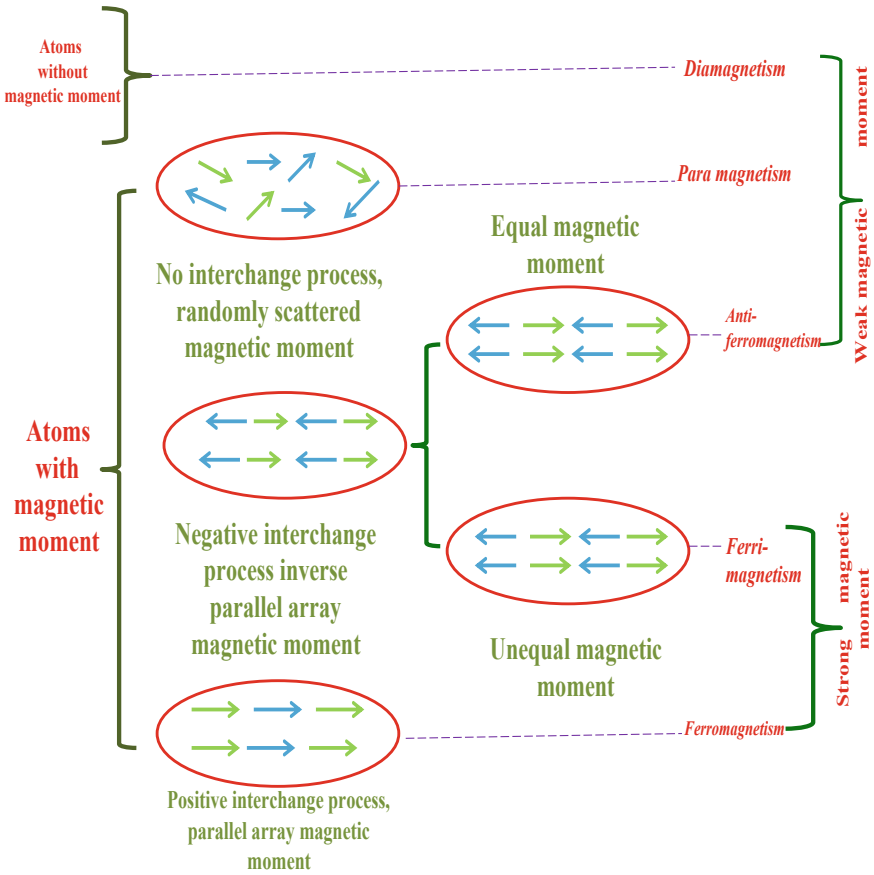 Atoms
without
magnetic moment
Diamagnetism
Para magnetism
No interchange process,
randomly scattered
magnetic moment
Equal magnetic
moment
Anti-
ferromagnetism
Weak magnetic moment
Atoms
with
magnetic
moment
Negative interchange
process inverse
parallel array
magnetic moment
Ferri-
magnetism
Unequal magnetic
moment
Strong magnetic
moment
Ferromagnetism
Positive interchange process,
parallel array magnetic
moment